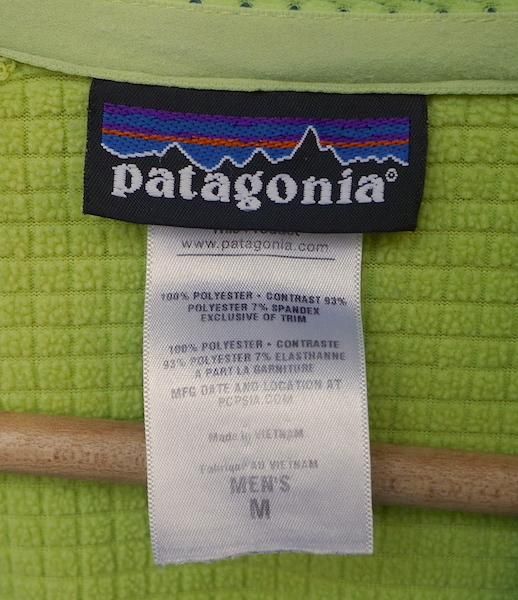 patagonia®
www.patagonia.com
100% POLYESTER • CONTRAST 93%
POLYESTER 7% SPANDEX
EXCLUSIVE OF TRIM
100% POLYESTER • CONTRASTE
93% POLYESTER 7% ELASTHANNE
A PART LA GARNITURE
MFG DATE AND LOCATION AT
PCPSIA.COM
Made in VIETNAM
Fabriqué AU VIETNAM
MEN'S
M